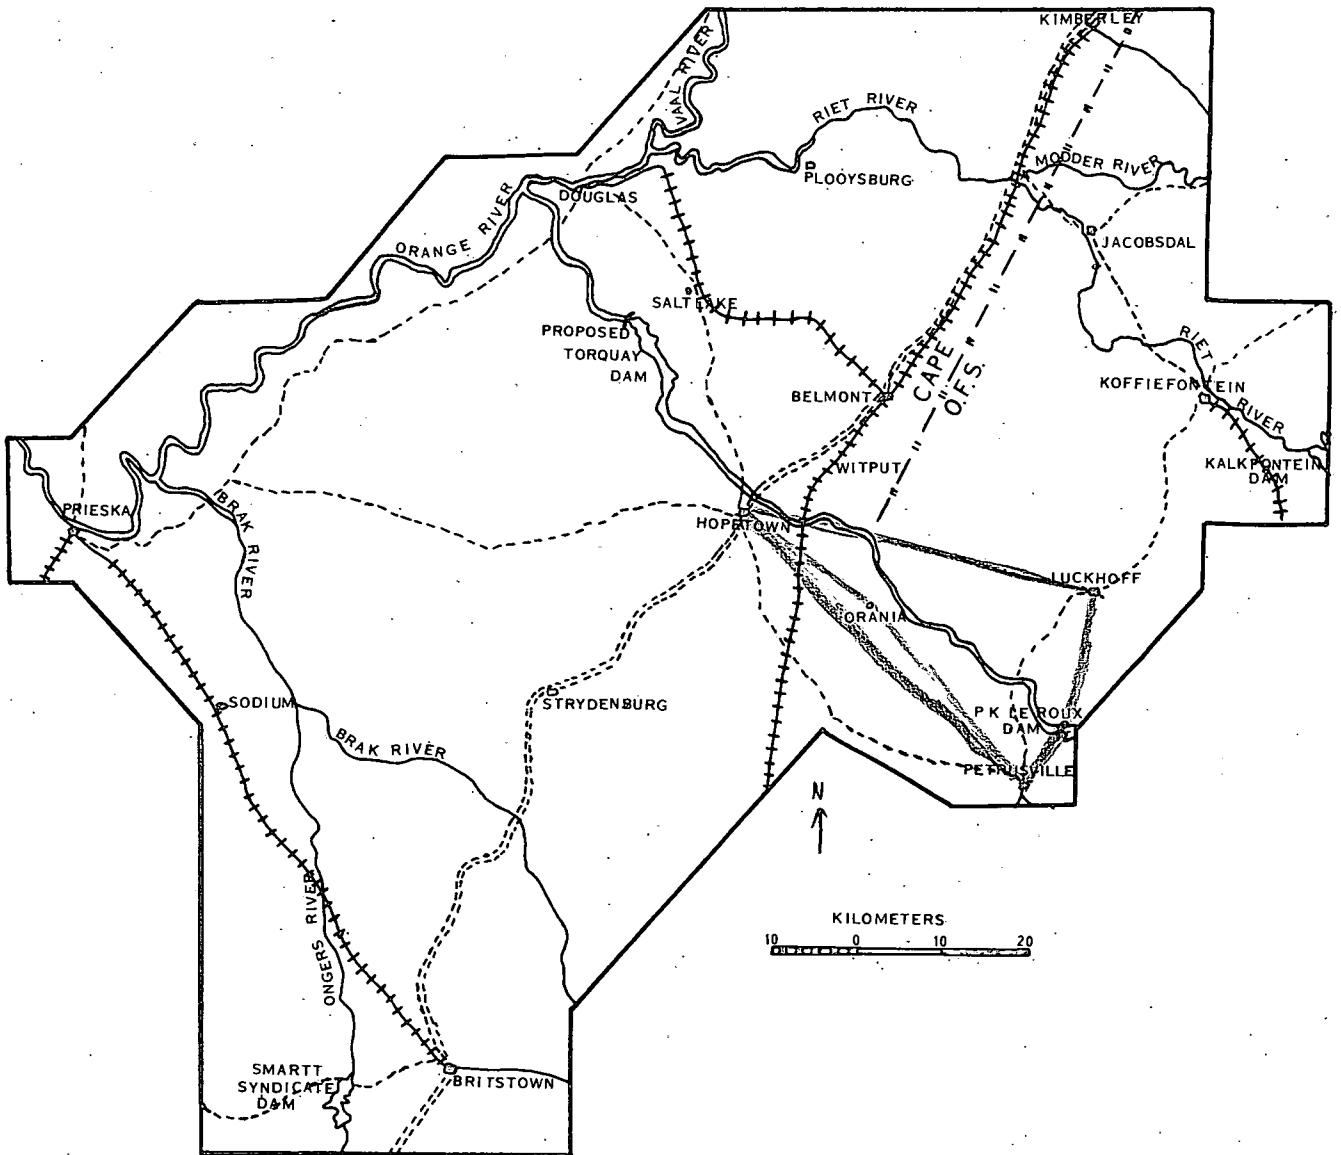 KIMBERLEY
VAAL RIVER
RIET RIVER
MODDER RIVER
PLOOYSBURG
DOUGLAS
ORANGE RIVER
JACOBSDAL
SALT LAKE
PROPOSED
TORQUAY
DAM
RIET
RIVER
KOFFIEFONTEIN
CAPE
O.F.S.
BELMONT
WITPUT
KALKFONTEIN
DAM
PRIESKA
BRAK RIVER
HOPETOWN
LUCKHOFF
ORANIA
SODIUM
STRYDENBURG
P K LE ROUX
DAM
BRAK RIVER
PETRUSVILLE
N
ONGERS RIVER
KILOMETERS
10 0 10 20
SMARTT
SYNDICATE
DAM
BRITSTOWN